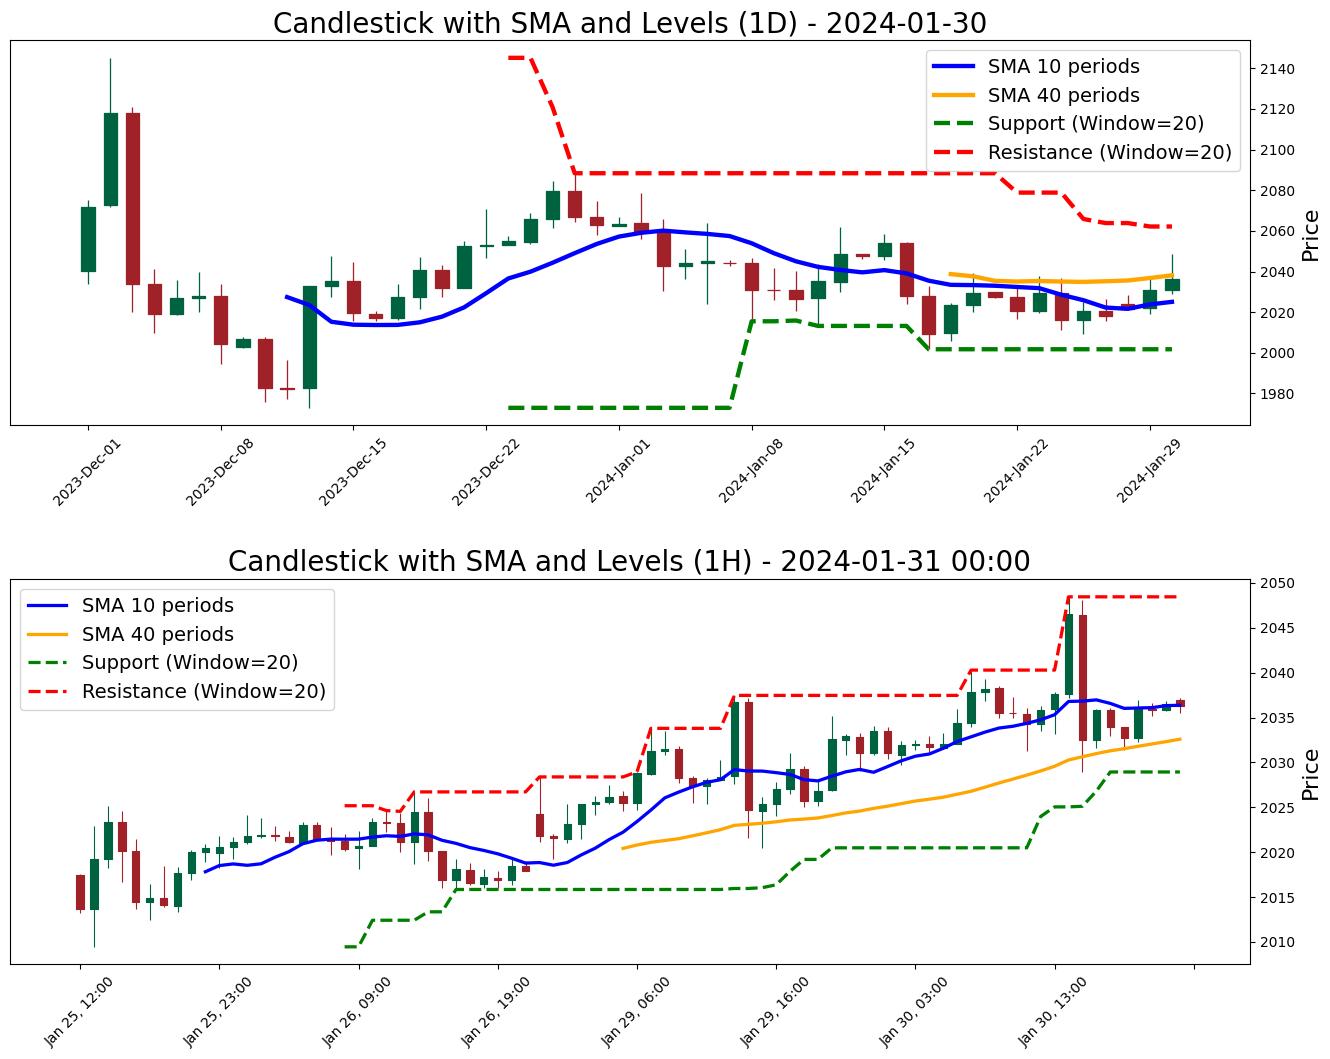 Candlestick with SMA and Levels (1D) - 2024-01-30
SMA 10 periods
SMA 40 periods
Support (Window=20)
Resistance (Window=20)
2140
2120
2100
2080
2060
2040
2020
2000
1980
Price
2023-Dec-01
2023-Dec-08
2023-Dec-15
2023-Dec-22
2024-Jan-01
2024-Jan-08
2024-Jan-15
2024-Jan-22
2024-Jan-29
Candlestick with SMA and Levels (1H) - 2024-01-31 00:00
SMA 10 periods
SMA 40 periods
Support (Window=20)
Resistance (Window=20)
2050
2045
2040
2035
2030
2025
2020
2015
2010
Price
Jan 25, 12:00
Jan 25, 23:00
Jan 26, 09:00
Jan 26, 19:00
Jan 29, 06:00
Jan 29, 16:00
Jan 30, 03:00
Jan 30, 13:00